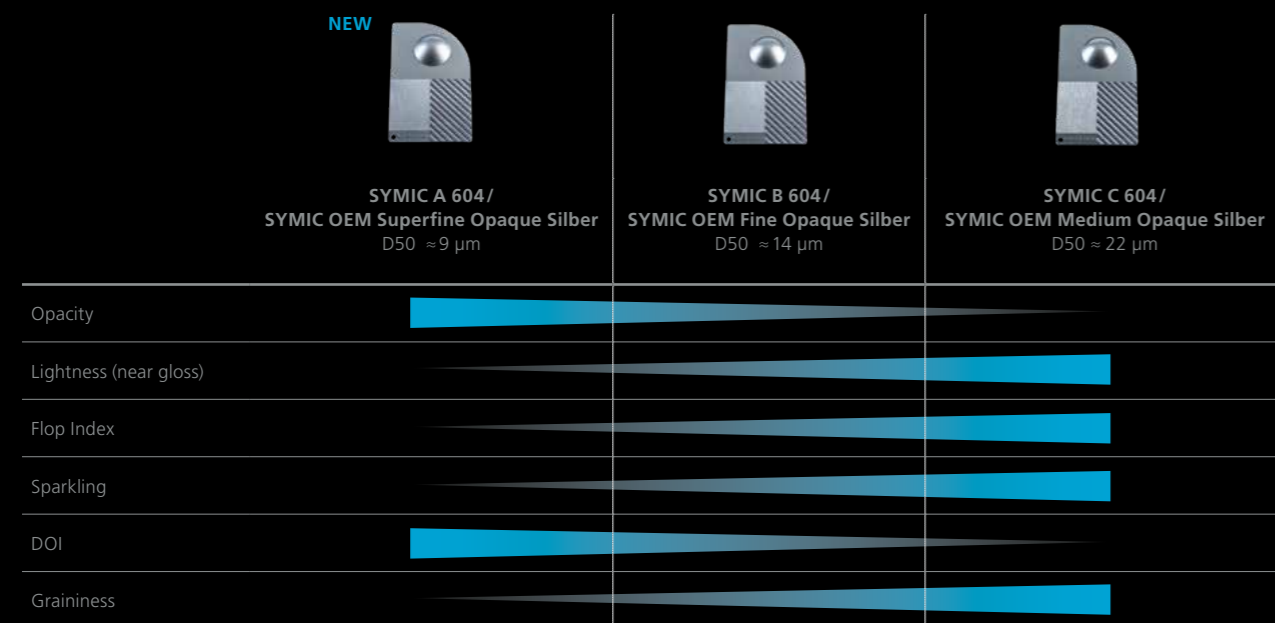 NEW
SYMIC A 604/
SYMIC OEM Superfine Opaque Silber
D50 ≈ 9 µm
SYMIC B 604/
SYMIC OEM Fine Opaque Silber
D50 ≈ 14 µm
SYMIC C 604/
SYMIC OEM Medium Opaque Silber
D50 ≈ 22 µm
Opacity
Lightness (near gloss)
Flop Index
Sparkling
DOI
Graininess